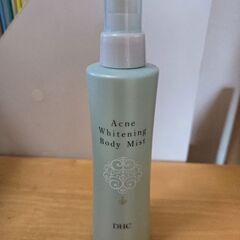 Acne
Whitening
Body Mist
DHC